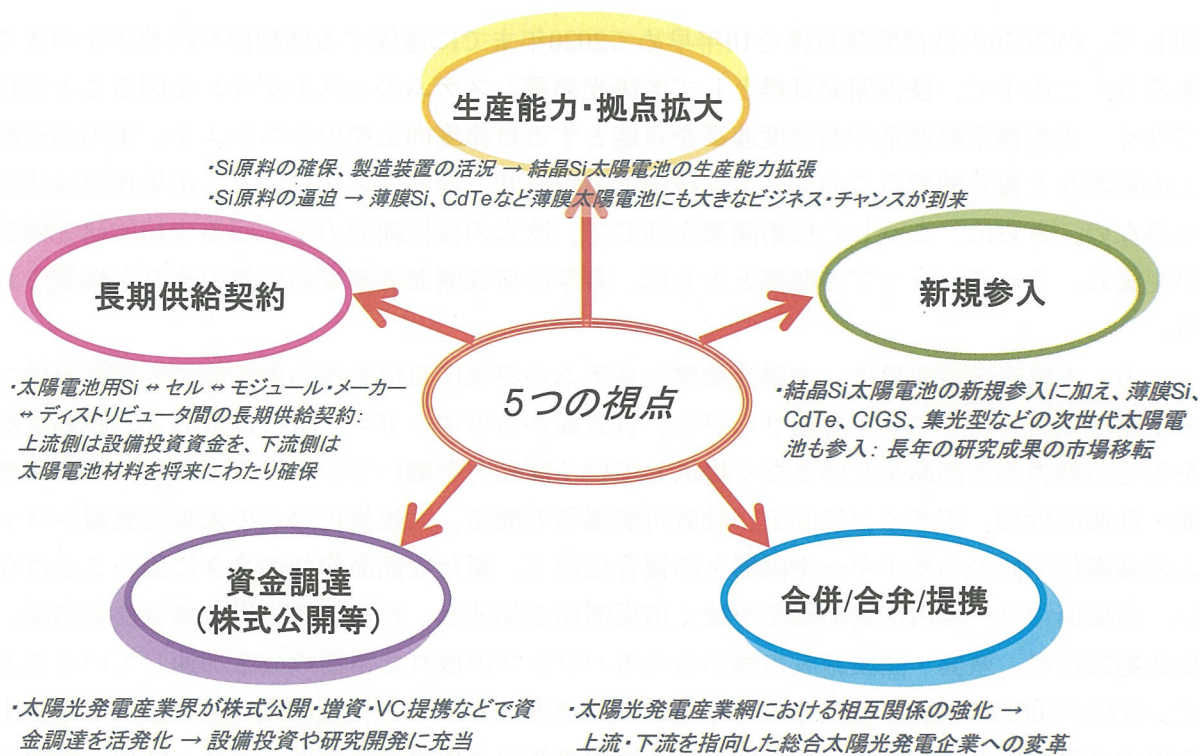 生産能力・拠点拡大
・Si原料の確保、製造装置の活況 → 結晶Si太陽電池の生産能力拡張
・Si原料の逼迫 → 薄膜Si、CdTeなど薄膜太陽電池にも大きなビジネス・チャンスが到来
長期供給契約
・太陽電池用Si ⇔ セル ⇔ モジュール・メーカー
⇔ ディストリビュータ間の長期供給契約：
上流側は設備投資資金を、下流側は
太陽電池材料を将来にわたり確保
5つの視点
新規参入
・結晶Si太陽電池の新規参入に加え、薄膜Si、
CdTe、CIGS、集光型などの次世代太陽電
池も参入： 長年の研究成果の市場移転
資金調達
（株式公開等）
・太陽光発電産業界が株式公開・増資・VC提携などで資
金調達を活発化 → 設備投資や研究開発に充当
合併/合弁/提携
・太陽光発電産業網における相互関係の強化 →
上流・下流を指向した総合太陽光発電企業への変革